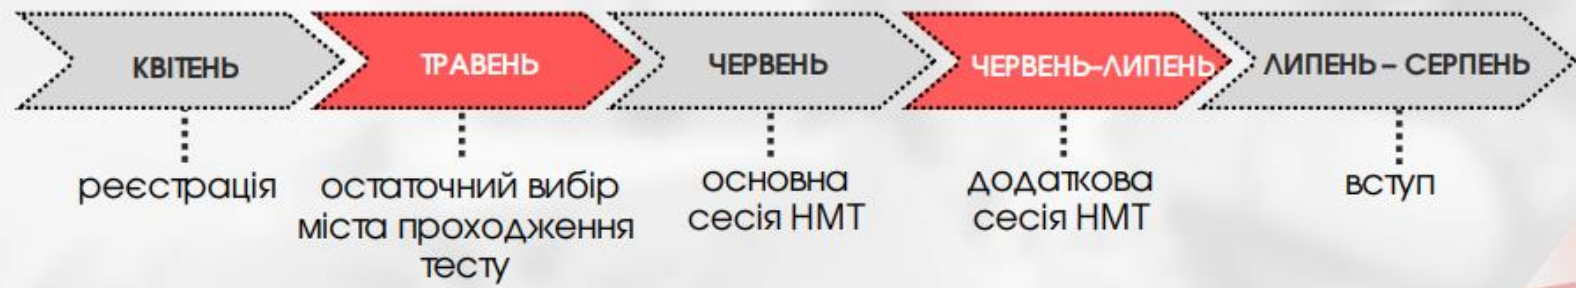 КВІТЕНЬ
ТРАВЕНЬ
ЧЕРВЕНЬ
ЧЕРВЕНЬ–ЛИПЕНЬ
ЛИПЕНЬ – СЕРПЕНЬ
реєстрація
остаточний вибір
міста проходження
тесту
основна
сесія НМТ
додаткова
сесія НМТ
вступ